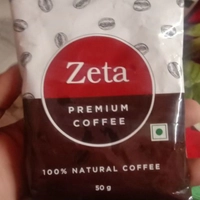 Zeta
PREMIUM
COFFEE
100% NATURAL COFFEE
50 g